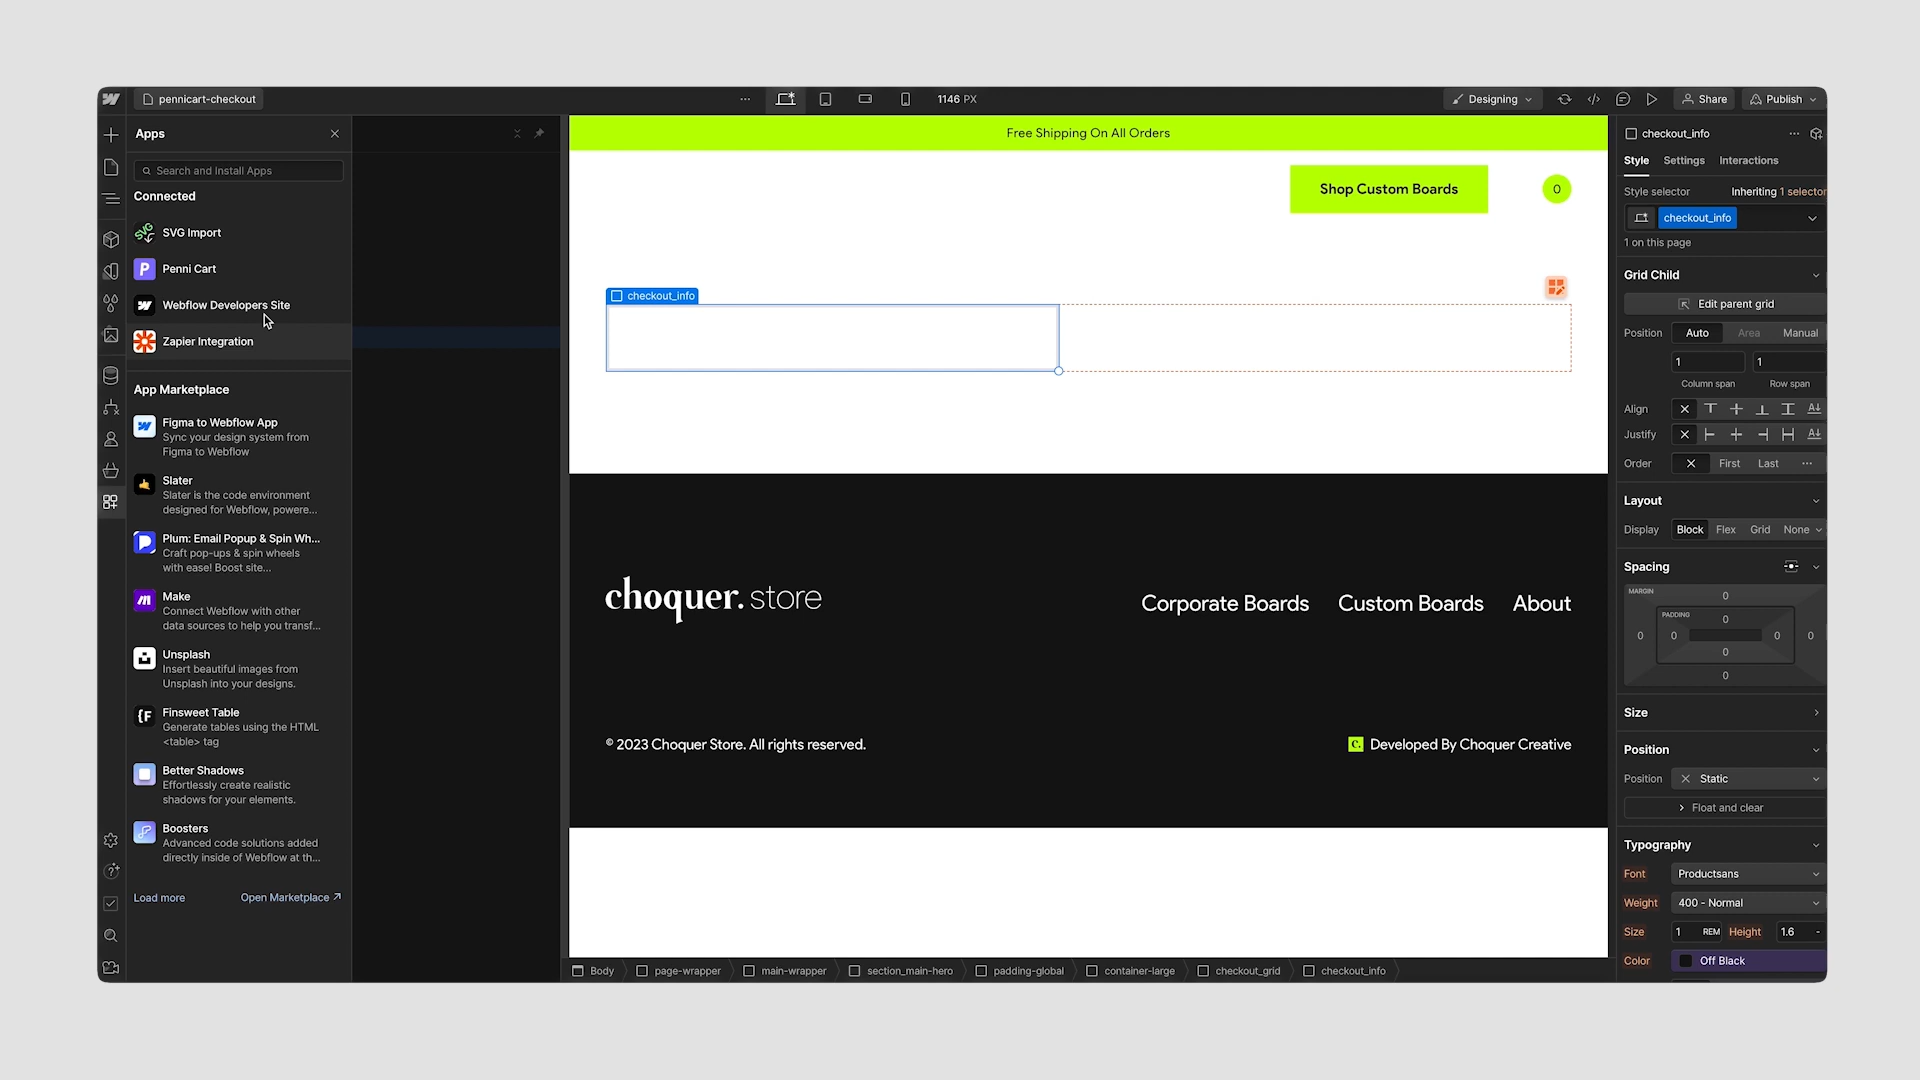 pennicart-checkout
1146 PX
Designing
Share
Publish
Apps
Search and Install Apps
Connected
SVG Import
Penni Cart
Webflow Developers Site
Zapier Integration
App Marketplace
Figma to Webflow App
Sync your design system from
Figma to Webflow
Slater
Slater is the code environment
designed for Webflow, powere...
Plum: Email Popup & Spin Wh...
Craft pop-ups & spin wheels
with ease! Boost site...
Make
Connect Webflow with other
data sources to help you transf...
Unsplash
Insert beautiful images from
Unsplash into your designs.
Finsweet Table
Generate tables using the HTML
<table> tag
Better Shadows
Effortlessly create realistic
shadows for your elements.
Boosters
Advanced code solutions added
directly inside of Webflow at th...
Load more
Open Marketplace ↗
Free Shipping On All Orders
Shop Custom Boards
0
checkout_info
choquer. store
Corporate Boards
Custom Boards
About
© 2023 Choquer Store. All rights reserved.
C. Developed By Choquer Creative
Body
page-wrapper
main-wrapper
section_main-hero
padding-global
container-large
checkout_grid
checkout_info
checkout_info
Style
Settings
Interactions
Style selector
Inheriting 1 selector
checkout_info
1 on this page
Grid Child
Edit parent grid
Position
Auto
Area
Manual
1
1
Column span
Row span
Align
Justify
Order
First
Last
Layout
Display
Block
Flex
Grid
None
Spacing
MARGIN
0
PADDING
0
0
0
0
0
0
0
Size
Position
Position
Static
Float and clear
Typography
Font
Productsans
Weight
400 - Normal
Size
1 REM
Height
1.6 -
Color
Off Black